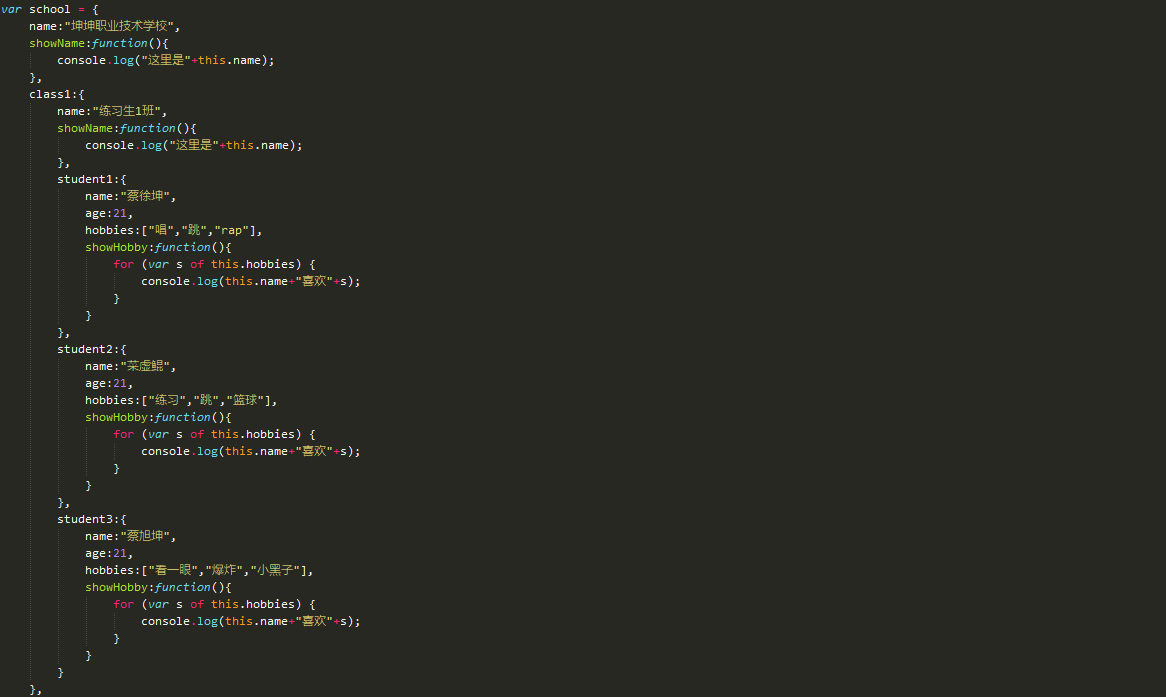 var school = {
    name:"坤坤职业技术学校",
    showName:function(){
        console.log("这里是"+this.name);
    },
    class1:{
        name:"练习生1班",
        showName:function(){
            console.log("这里是"+this.name);
        },
        student1:{
            name:"蔡徐坤",
            age:21,
            hobbies:["唱","跳","rap"],
            showHobby:function(){
                for (var s of this.hobbies) {
                    console.log(this.name+"喜欢"+s);
                }
            }
        },
        student2:{
            name:"菜虚鲲",
            age:21,
            hobbies:["练习","跳","篮球"],
            showHobby:function(){
                for (var s of this.hobbies) {
                    console.log(this.name+"喜欢"+s);
                }
            }
        },
        student3:{
            name:"蔡旭坤",
            age:21,
            hobbies:["看一眼","爆炸","小黑子"],
            showHobby:function(){
                for (var s of this.hobbies) {
                    console.log(this.name+"喜欢"+s);
                }
            }
        }
    },